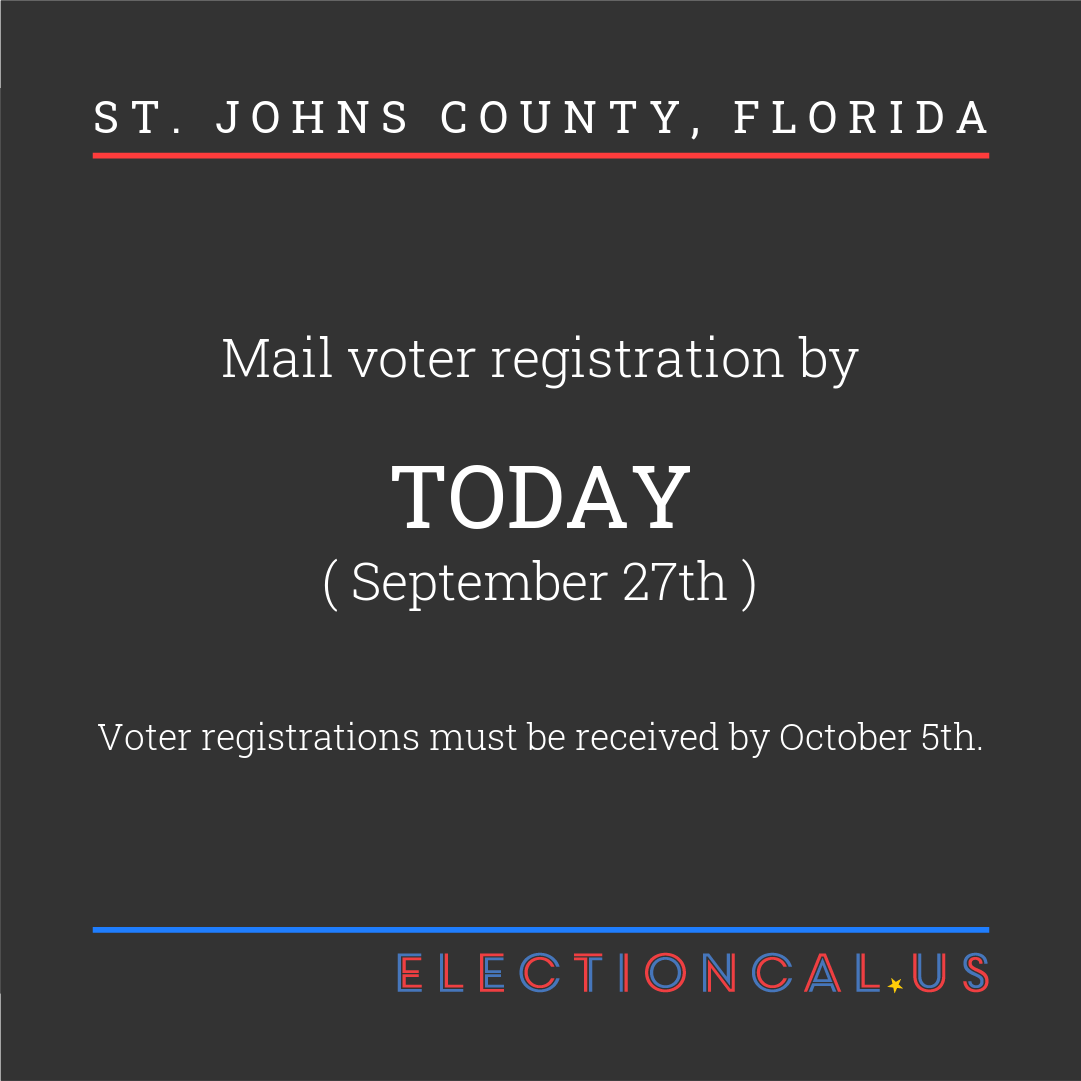 ST. JOHNS COUNTY, FLORIDA
Mail voter registration by
TODAY
( September 27th )
Voter registrations must be received by October 5th.
ELECTIONCAL.US